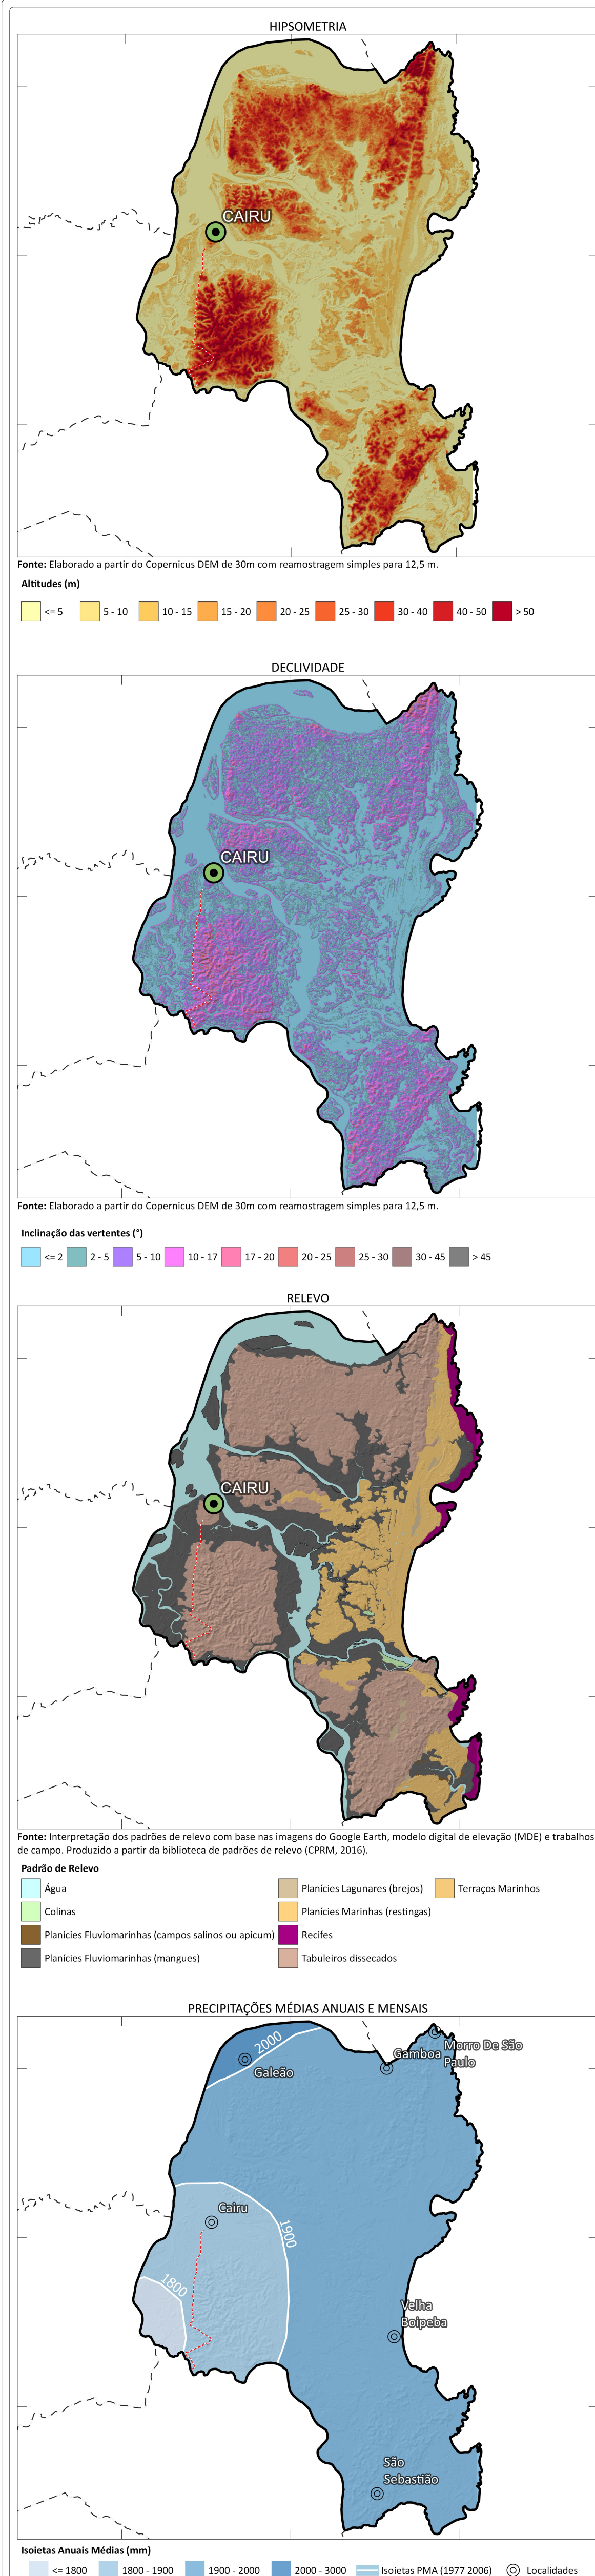 HIPSOMETRIA
CAIRU
Fonte: Elaborado a partir do Copernicus DEM de 30m com reamostragem simples para 12,5 m.
Altitudes (m)
<= 5 5 - 10 10 - 15 15 - 20 20 - 25 25 - 30 30 - 40 40 - 50 > 50
DECLIVIDADE
CAIRU
Fonte: Elaborado a partir do Copernicus DEM de 30m com reamostragem simples para 12,5 m.
Inclinação das vertentes (°)
<= 2 2 - 5 5 - 10 10 - 17 17 - 20 20 - 25 25 - 30 30 - 45 > 45
RELEVO
CAIRU
Fonte: Interpretação dos padrões de relevo com base nas imagens do Google Earth, modelo digital de elevação (MDE) e trabalhos
de campo. Produzido a partir da biblioteca de padrões de relevo (CPRM, 2016).
Padrão de Relevo
Água
Colinas
Planícies Fluviomarinhas (campos salinos ou apicum)
Planícies Fluviomarinhas (mangues)
Planícies Lagunares (brejos)
Planícies Marinhas (restingas)
Recifes
Tabuleiros dissecados
Terraços Marinhos
PRECIPITAÇÕES MÉDIAS ANUAIS E MENSAIS
2000
Galeão
Gamboa
Morro De São
Paulo
Cairu
1900
1800
Velha
Boipeba
São
Sebastião
Isoietas Anuais Médias (mm)
<= 1800 1800 - 1900 1900 - 2000 2000 - 3000 Isoietas PMA (1977 2006) Localidades